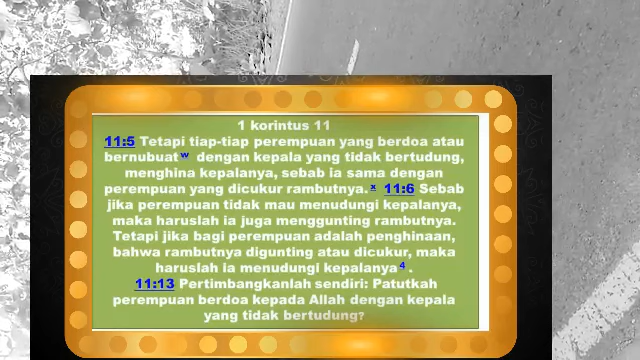 1 korintus 11
11:5 Tetapi tiap-tiap perempuan yang berdoa atau
bernubuat w dengan kepala yang tidak bertudung,
menghina kepalanya, sebab ia sama dengan
perempuan yang dicukur rambutnya. x 11:6 Sebab
jika perempuan tidak mau menudungi kepalanya,
maka haruslah ia juga menggunting rambutnya.
Tetapi jika bagi perempuan adalah penghinaan,
bahwa rambutnya digunting atau dicukur, maka
haruslah ia menudungi kepalanya 4 .
11:13 Pertimbangkanlah sendiri: Patutkah
perempuan berdoa kepada Allah dengan kepala
yang tidak bertudung?